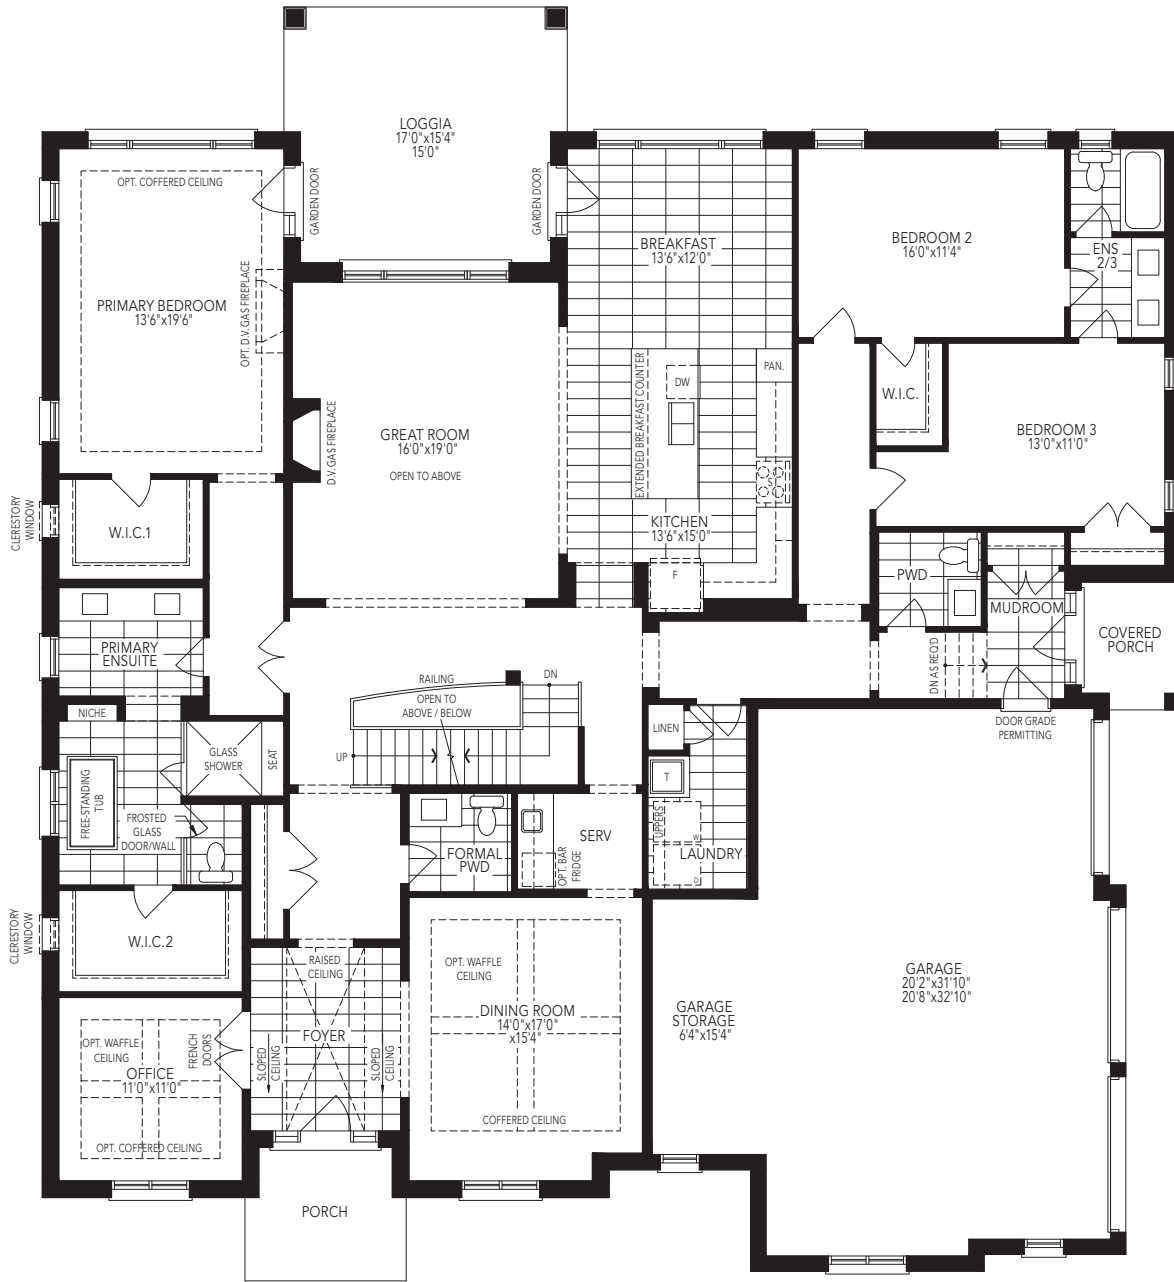 LOGGIA
17'0"x15'4"
15'0"
OPT. COFFERED CEILING
GARDEN DOOR
GARDEN DOOR
BREAKFAST
13'6"x12'0"
BEDROOM 2
16'0"x11'4"
ENS
2/3
PRIMARY BEDROOM
13'6"x19'6"
OPT. D.V. GAS FIREPLACE
D.V. GAS FIREPLACE
GREAT ROOM
16'0"x19'0"
OPEN TO ABOVE
EXTENDED BREAKFAST COUNTER
DW
PAN.
S
W.I.C.
BEDROOM 3
13'0"x11'0"
CLERESTORY
WINDOW
W.I.C.1
KITCHEN
13'6"x15'0"
F
PWD
MUDROOM
COVERED
PORCH
PRIMARY
ENSUITE
DN AS REQ'D
RAILING
DN
OPEN TO
ABOVE / BELOW
UP
NICHE
GLASS
SHOWER
SEAT
LINEN
DOOR GRADE
PERMITTING
FREE-STANDING
TUB
FROSTED
GLASS
DOOR/WALL
T
UPPERS
W
D
LAUNDRY
FORMAL
PWD
SERV
OPT. BAR
FRIDGE
CLERESTORY
WINDOW
W.I.C.2
RAISED
CEILING
OPT. WAFFLE
CEILING
GARAGE
20'2"x31'10"
20'8"x32'10"
GARAGE
STORAGE
6'4"x15'4"
DINING ROOM
14'0"x17'0"
x15'4"
FOYER
SLOPED
CEILING
SLOPED
CEILING
FRENCH
DOORS
OPT. WAFFLE
CEILING
OFFICE
11'0"x11'0"
COFFERED CEILING
OPT. COFFERED CEILING
PORCH